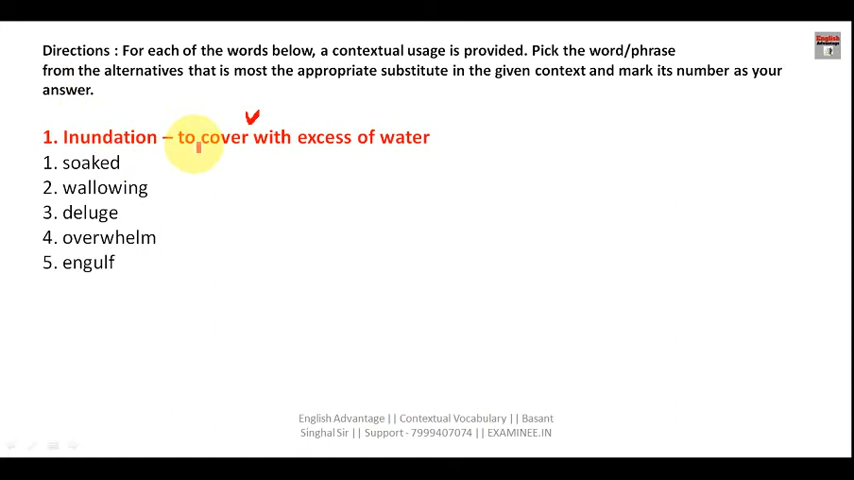 English
Advantage
Directions : For each of the words below, a contextual usage is provided. Pick the word/phrase
from the alternatives that is most the appropriate substitute in the given context and mark its number as your
answer.
1. Inundation – to cover with excess of water
1. soaked
2. wallowing
3. deluge
4. overwhelm
5. engulf
English Advantage || Contextual Vocabulary || Basant
Singhal Sir || Support - 7999407074 || EXAMINEE.IN